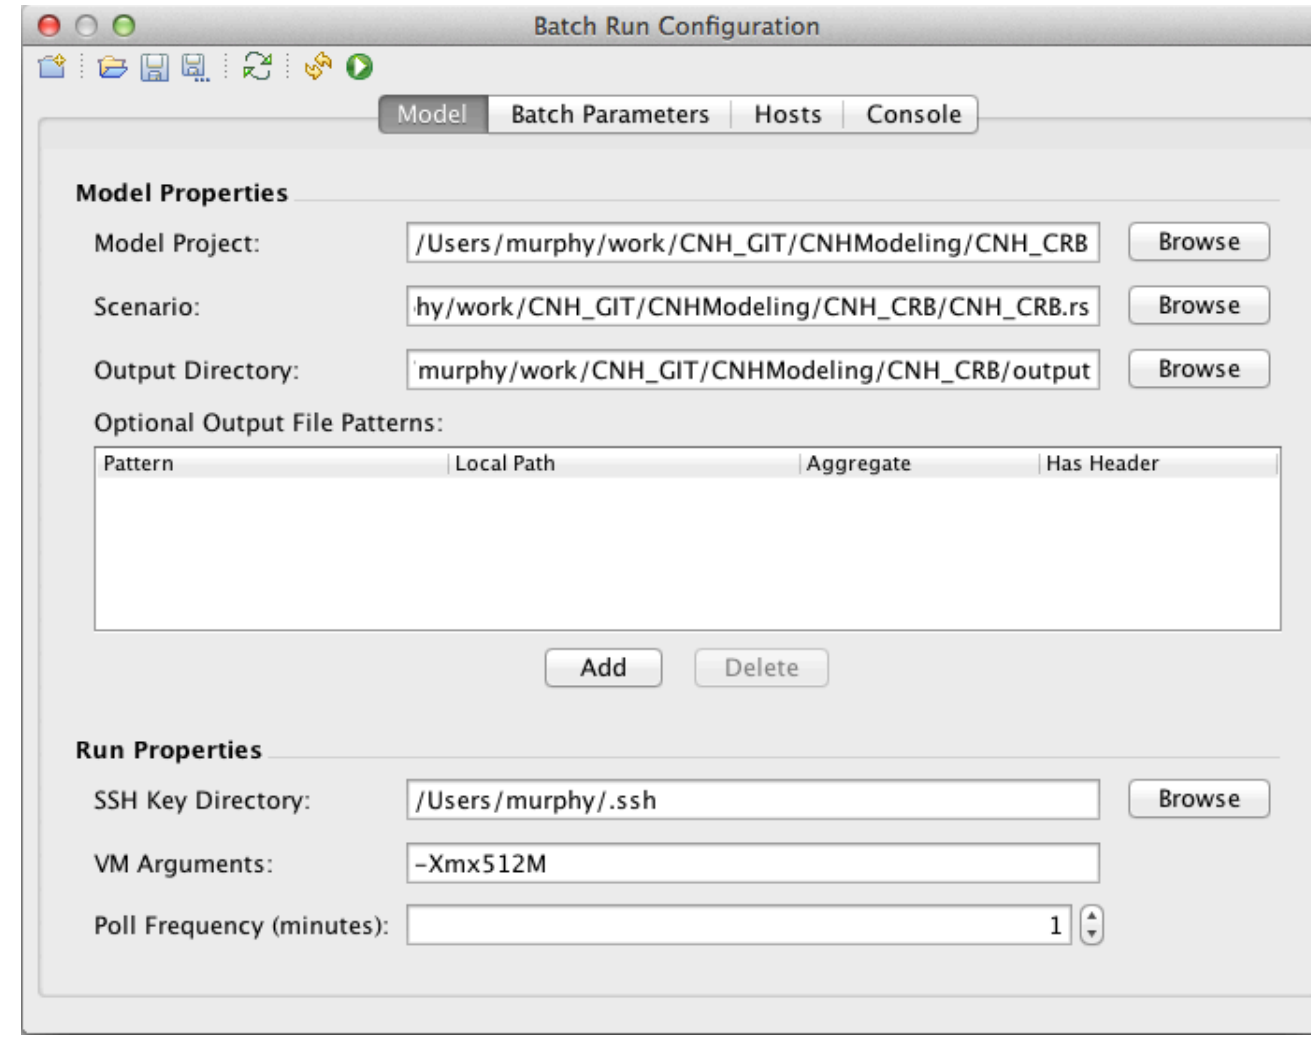 Batch Run Configuration
Model Batch Parameters Hosts Console
Model Properties
Model Project: /Users/murphy/work/CNH_GIT/CNHModeling/CNH_CRB Browse
Scenario: hy/work/CNH_GIT/CNHModeling/CNH_CRB/CNH_CRB.rs Browse
Output Directory: murphy/work/CNH_GIT/CNHModeling/CNH_CRB/output Browse
Optional Output File Patterns:
Pattern Local Path Aggregate Has Header
Add Delete
Run Properties
SSH Key Directory: /Users/murphy/.ssh Browse
VM Arguments: -Xmx512M
Poll Frequency (minutes): 1